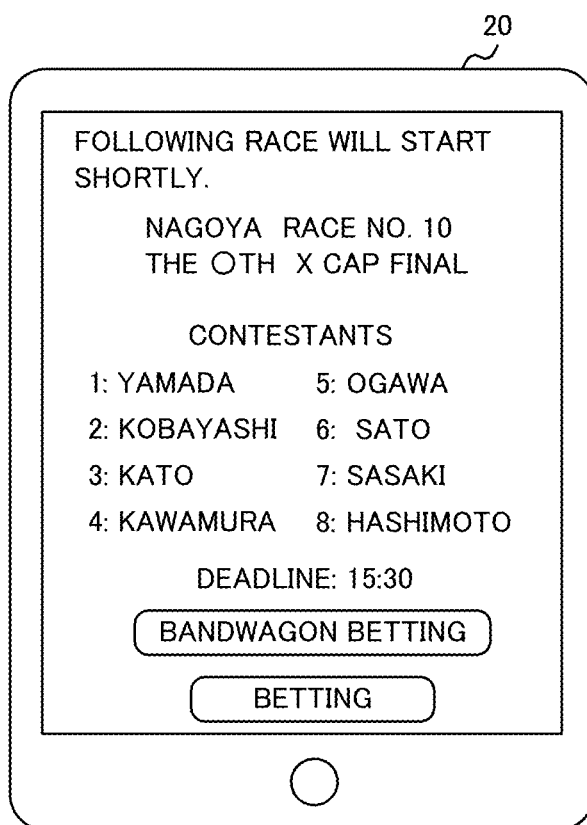 20
FOLLOWING RACE WILL START
SHORTLY.
NAGOYA RACE NO. 10
THE ○TH X CAP FINAL
CONTESTANTS
1: YAMADA 5: OGAWA
2: KOBAYASHI 6: SATO
3: KATO 7: SASAKI
4: KAWAMURA 8: HASHIMOTO
DEADLINE: 15:30
BANDWAGON BETTING
BETTING